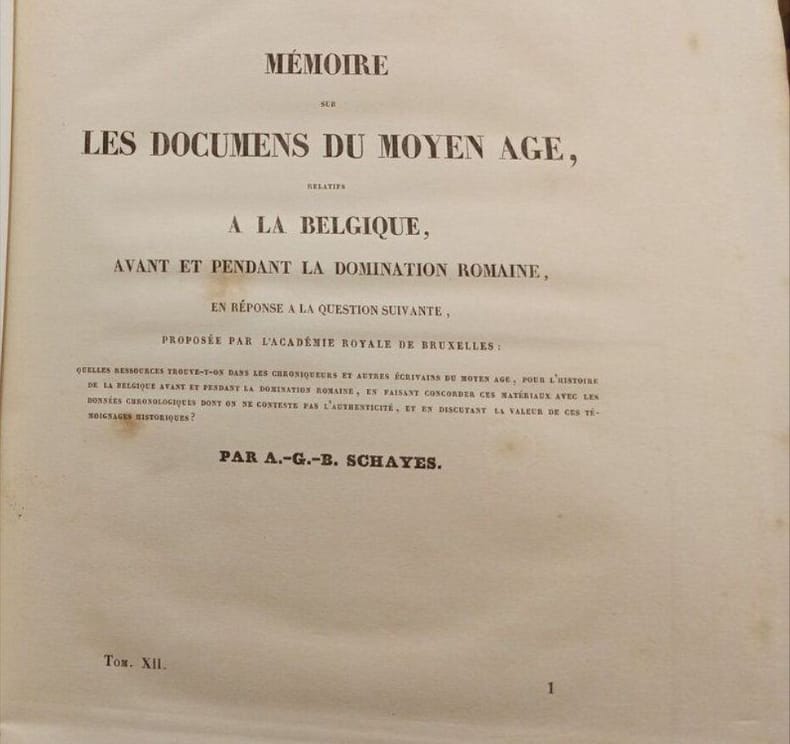 MÉMOIRE
SUR
LES DOCUMENS DU MOYEN AGE,
RELATIFS
A LA BELGIQUE,
AVANT ET PENDANT LA DOMINATION ROMAINE,
EN RÉPONSE A LA QUESTION SUIVANTE,
PROPOSÉE PAR L'ACADÉMIE ROYALE DE BRUXELLES:
QUELLES RESSOURCES TROUVE-T-ON DANS LES CHRONIQUEURS ET AUTRES ÉCRIVAINS DU MOYEN AGE, POUR L'HISTOIRE
DE LA BELGIQUE AVANT ET PENDANT LA DOMINATION ROMAINE, EN FAISANT CONCORDER CES MATÉRIAUX AVEC LES
DONNÉES CHRONOLOGIQUES DONT ON NE CONTESTE PAS L'AUTHENTICITÉ, ET EN DISCUTANT LA VALEUR DE CES TÉ-
MOIGNAGES HISTORIQUES?
PAR A.-G.-B. SCHAYES.
TOM. XII.
1